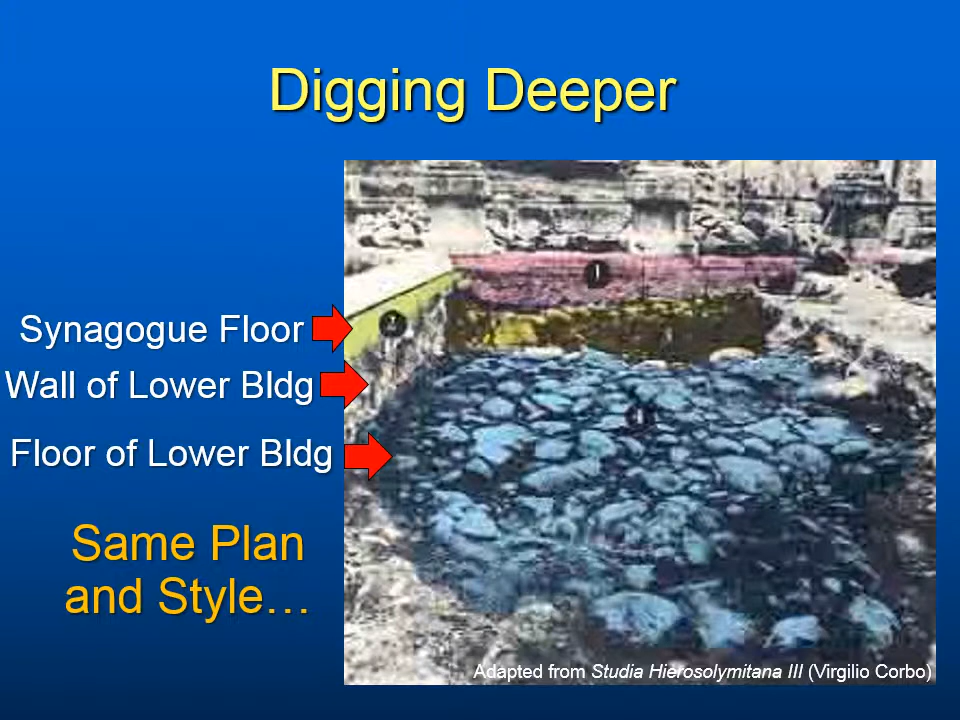 Digging Deeper
Synagogue Floor
Wall of Lower Bldg
Floor of Lower Bldg
Same Plan
and Style…
Adapted from Studia Hierosolymitana III (Virgilio Corbo)